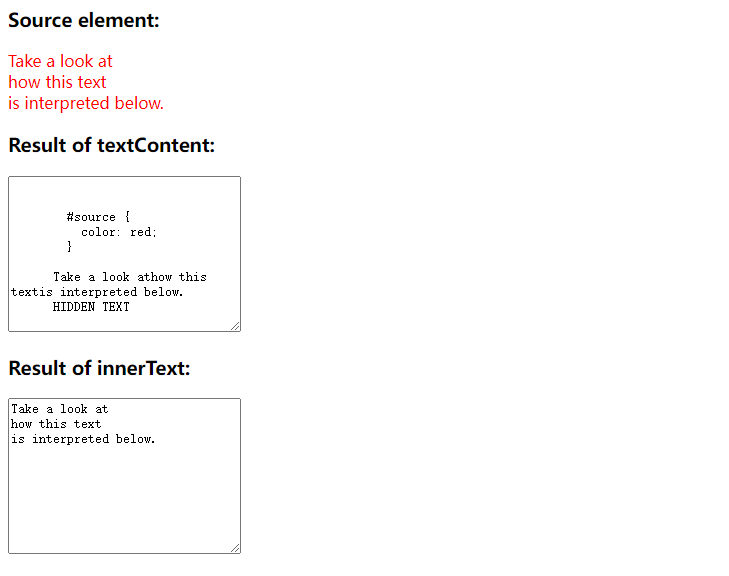 Source element:
Take a look at
how this text
is interpreted below.
Result of textContent:
#source {
color: red;
}
Take a look athow this
textis interpreted below.
HIDDEN TEXT
Result of innerText:
Take a look at
how this text
is interpreted below.